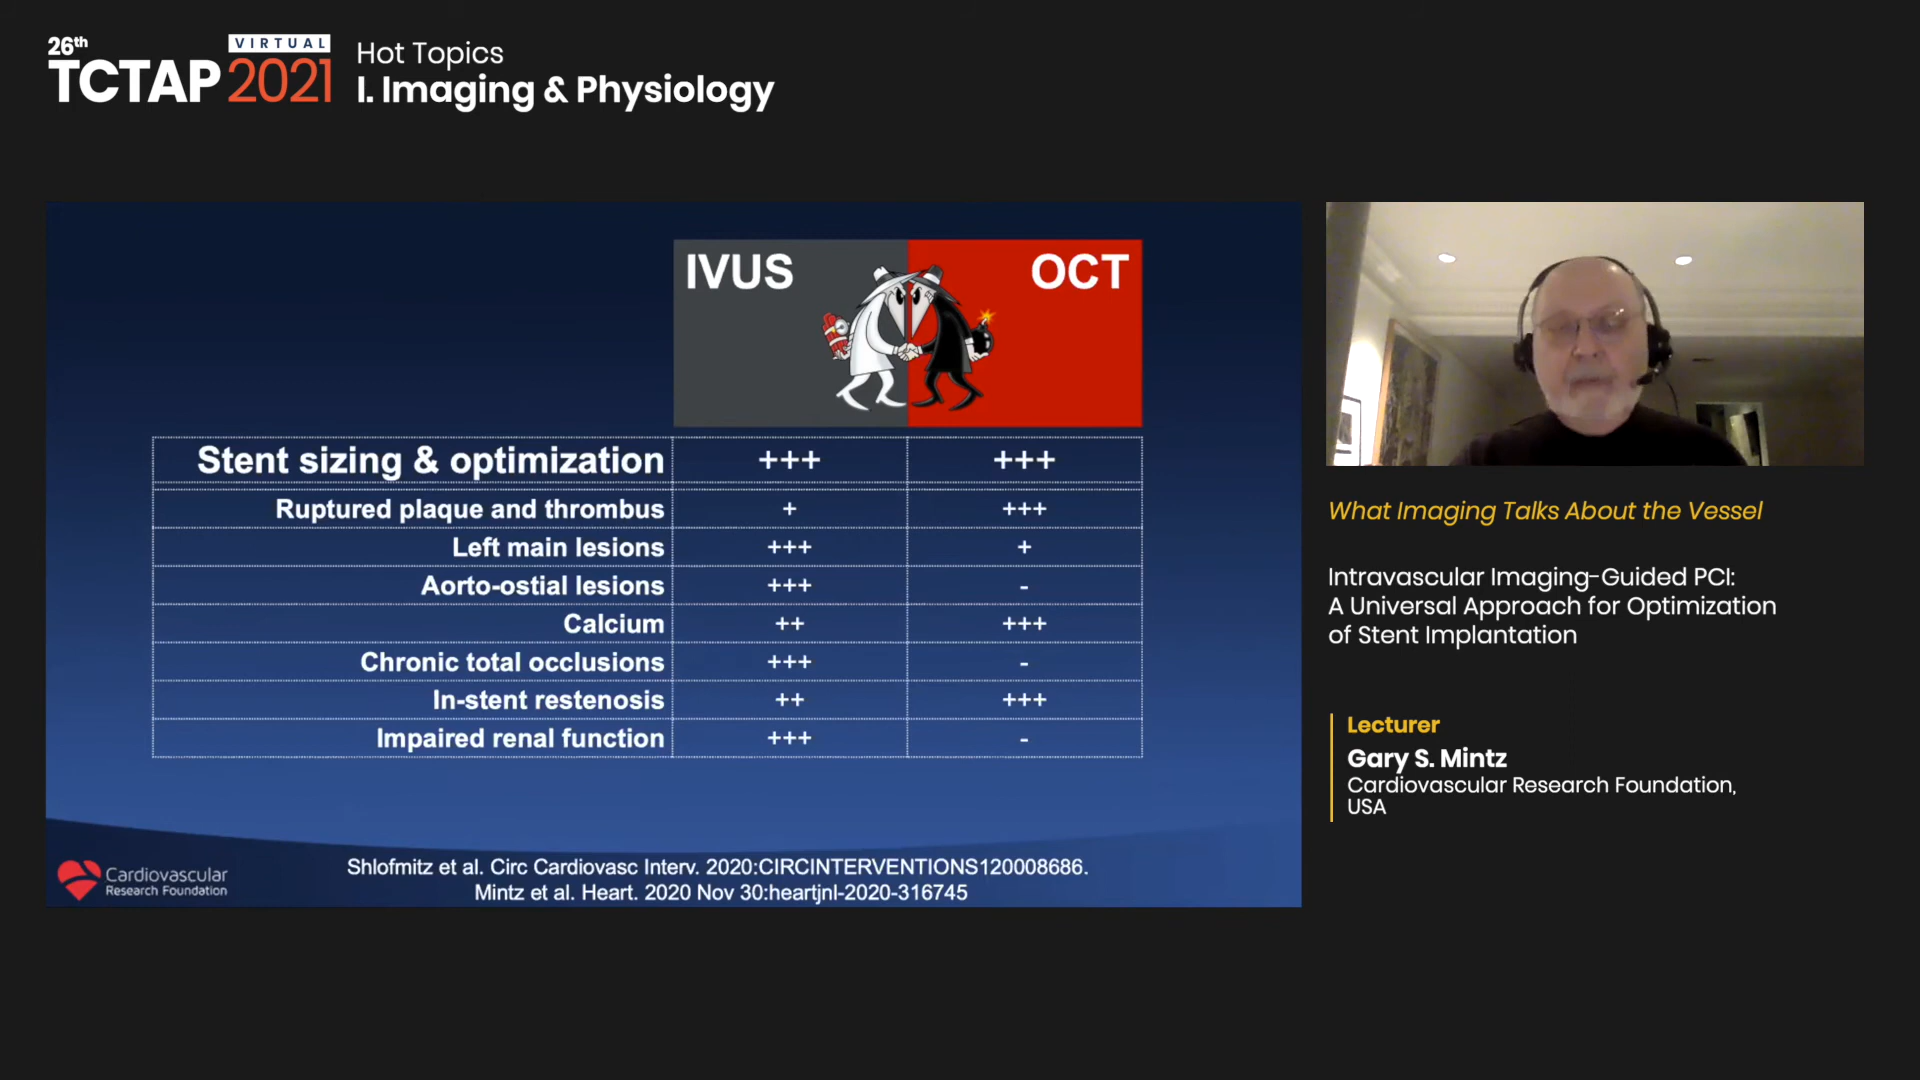 26th
VIRTUAL
TCTAP 2021
Hot Topics
I. Imaging & Physiology
IVUS
OCT
Stent sizing & optimization +++ +++
Ruptured plaque and thrombus + +++
Left main lesions +++ +
Aorto-ostial lesions +++ -
Calcium ++ +++
Chronic total occlusions +++ -
In-stent restenosis ++ +++
Impaired renal function +++ -
Cardiovascular
Research Foundation
Shlofmitz et al. Circ Cardiovasc Interv. 2020:CIRCINTERVENTIONS120008686.
Mintz et al. Heart. 2020 Nov 30:heartjnl-2020-316745
What Imaging Talks About the Vessel
Intravascular Imaging-Guided PCI:
A Universal Approach for Optimization
of Stent Implantation
Lecturer
Gary S. Mintz
Cardiovascular Research Foundation,
USA